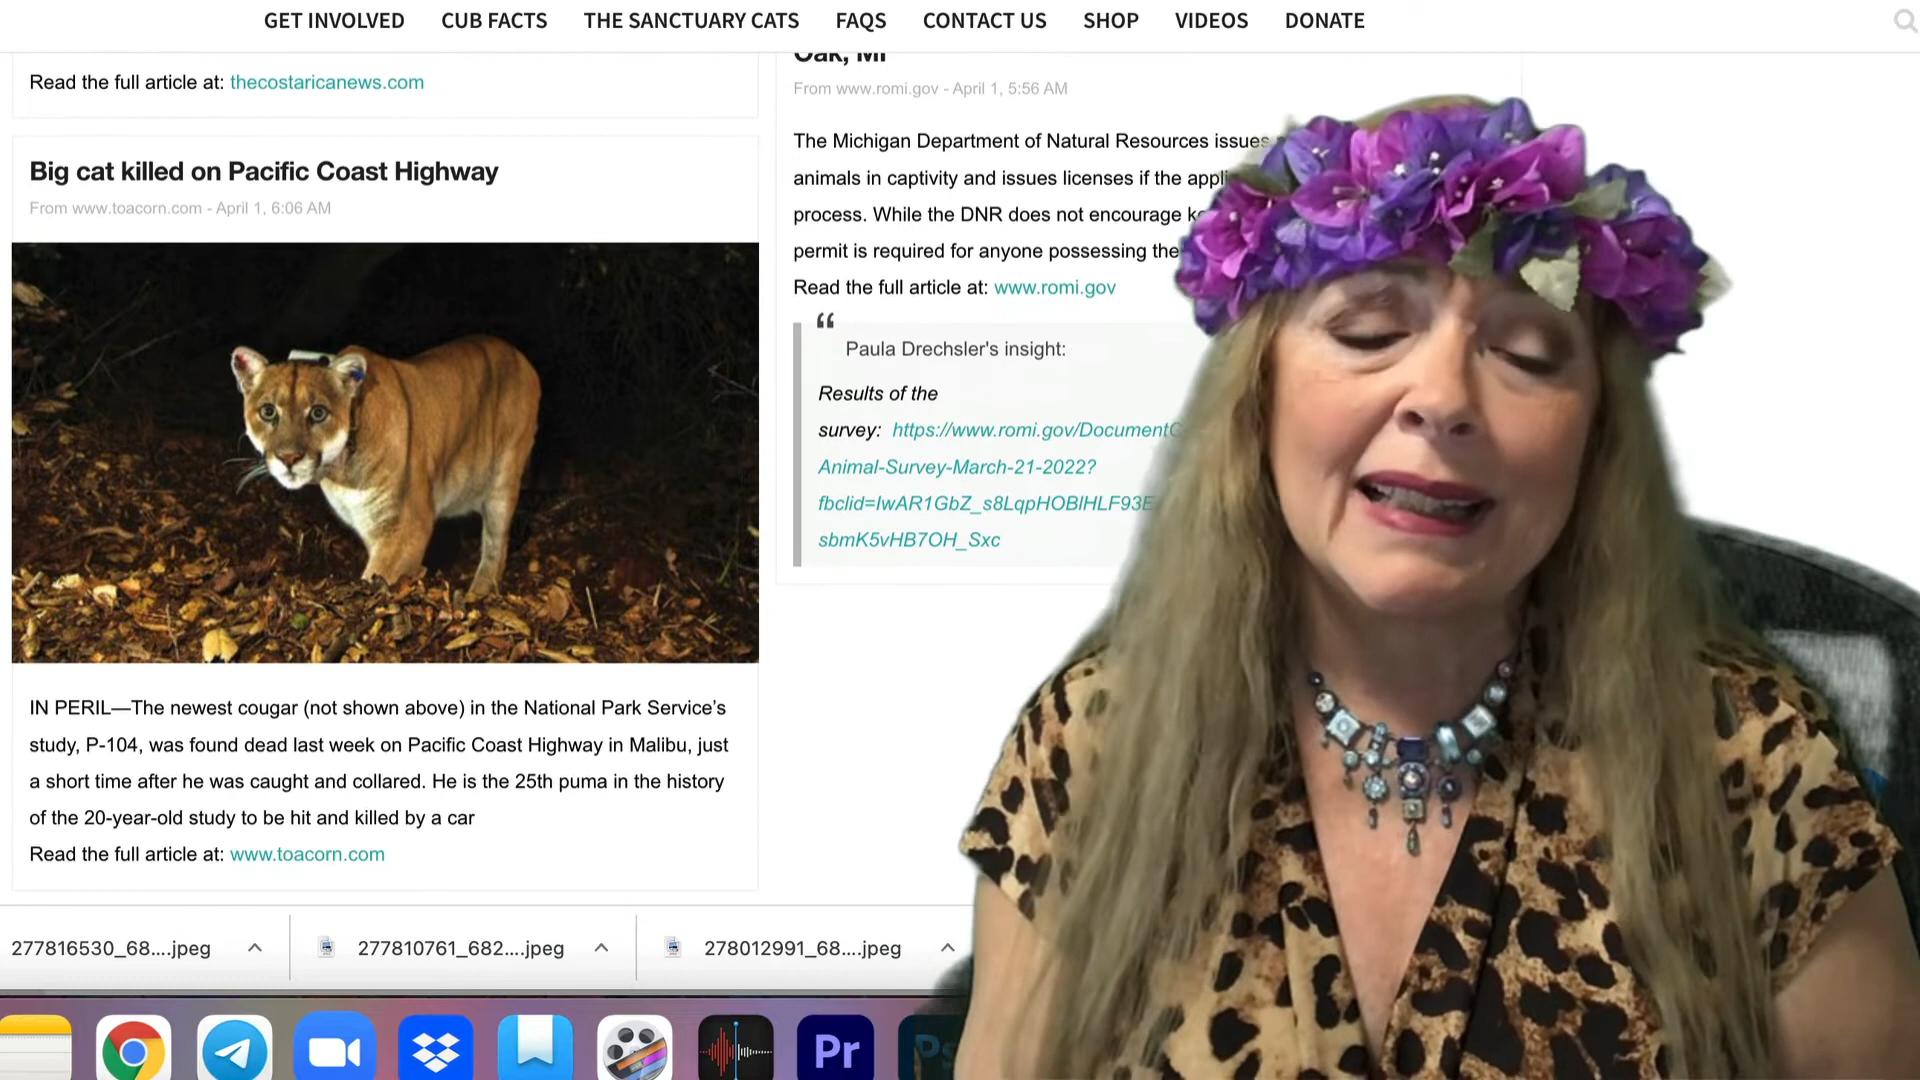 GET INVOLVED CUB FACTS THE SANCTUARY CATS FAQS CONTACT US SHOP VIDEOS DONATE
Read the full article at: thecostaricanews.com
Big cat killed on Pacific Coast Highway
From www.toacorn.com - April 1, 6:06 AM
IN PERIL—The newest cougar (not shown above) in the National Park Service's
study, P-104, was found dead last week on Pacific Coast Highway in Malibu, just
a short time after he was caught and collared. He is the 25th puma in the history
of the 20-year-old study to be hit and killed by a car
Read the full article at: www.toacorn.com
Oak, MI
From www.romi.gov - April 1, 5:56 AM
The Michigan Department of Natural Resources issues
animals in captivity and issues licenses if the
process. While the DNR does not encourage
permit is required for anyone possessing the
Read the full article at: www.romi.gov
“
Paula Drechsler's insight:
Results of the
survey: https://www.romi.gov/Document
Animal-Survey-March-21-2022?
fbclid=IwAR1GbZ_s8LqpHOBlHLF93
sbmK5vHB7OH_Sxc
277816530_68....jpeg 277810761_682....jpeg 278012991_68....jpeg
Pr Ps